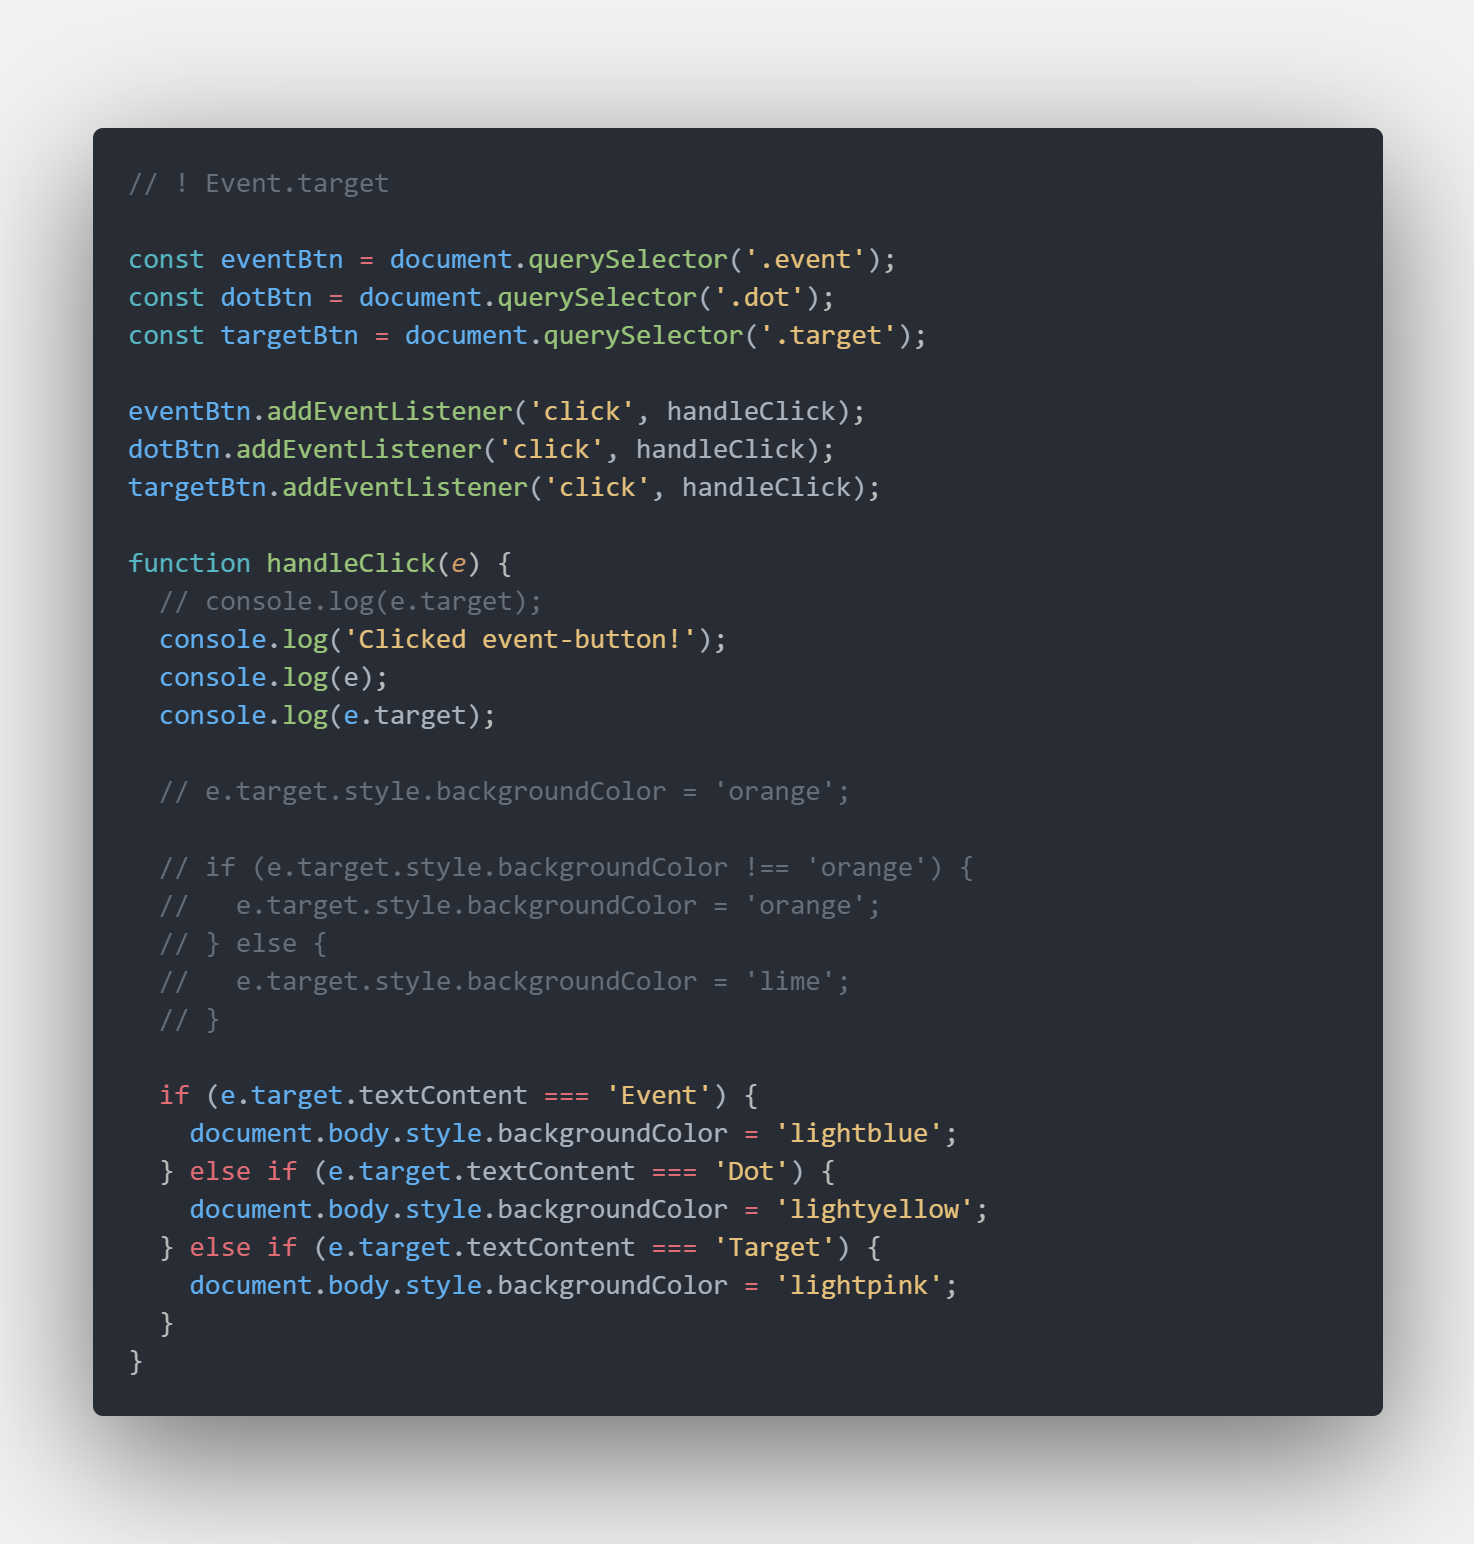 // ! Event.target

const eventBtn = document.querySelector('.event');
const dotBtn = document.querySelector('.dot');
const targetBtn = document.querySelector('.target');

eventBtn.addEventListener('click', handleClick);
dotBtn.addEventListener('click', handleClick);
targetBtn.addEventListener('click', handleClick);

function handleClick(e) {
  // console.log(e.target);
  console.log('Clicked event-button!');
  console.log(e);
  console.log(e.target);

  // e.target.style.backgroundColor = 'orange';

  // if (e.target.style.backgroundColor !== 'orange') {
  //   e.target.style.backgroundColor = 'orange';
  // } else {
  //   e.target.style.backgroundColor = 'lime';
  // }

  if (e.target.textContent === 'Event') {
    document.body.style.backgroundColor = 'lightblue';
  } else if (e.target.textContent === 'Dot') {
    document.body.style.backgroundColor = 'lightyellow';
  } else if (e.target.textContent === 'Target') {
    document.body.style.backgroundColor = 'lightpink';
  }
}